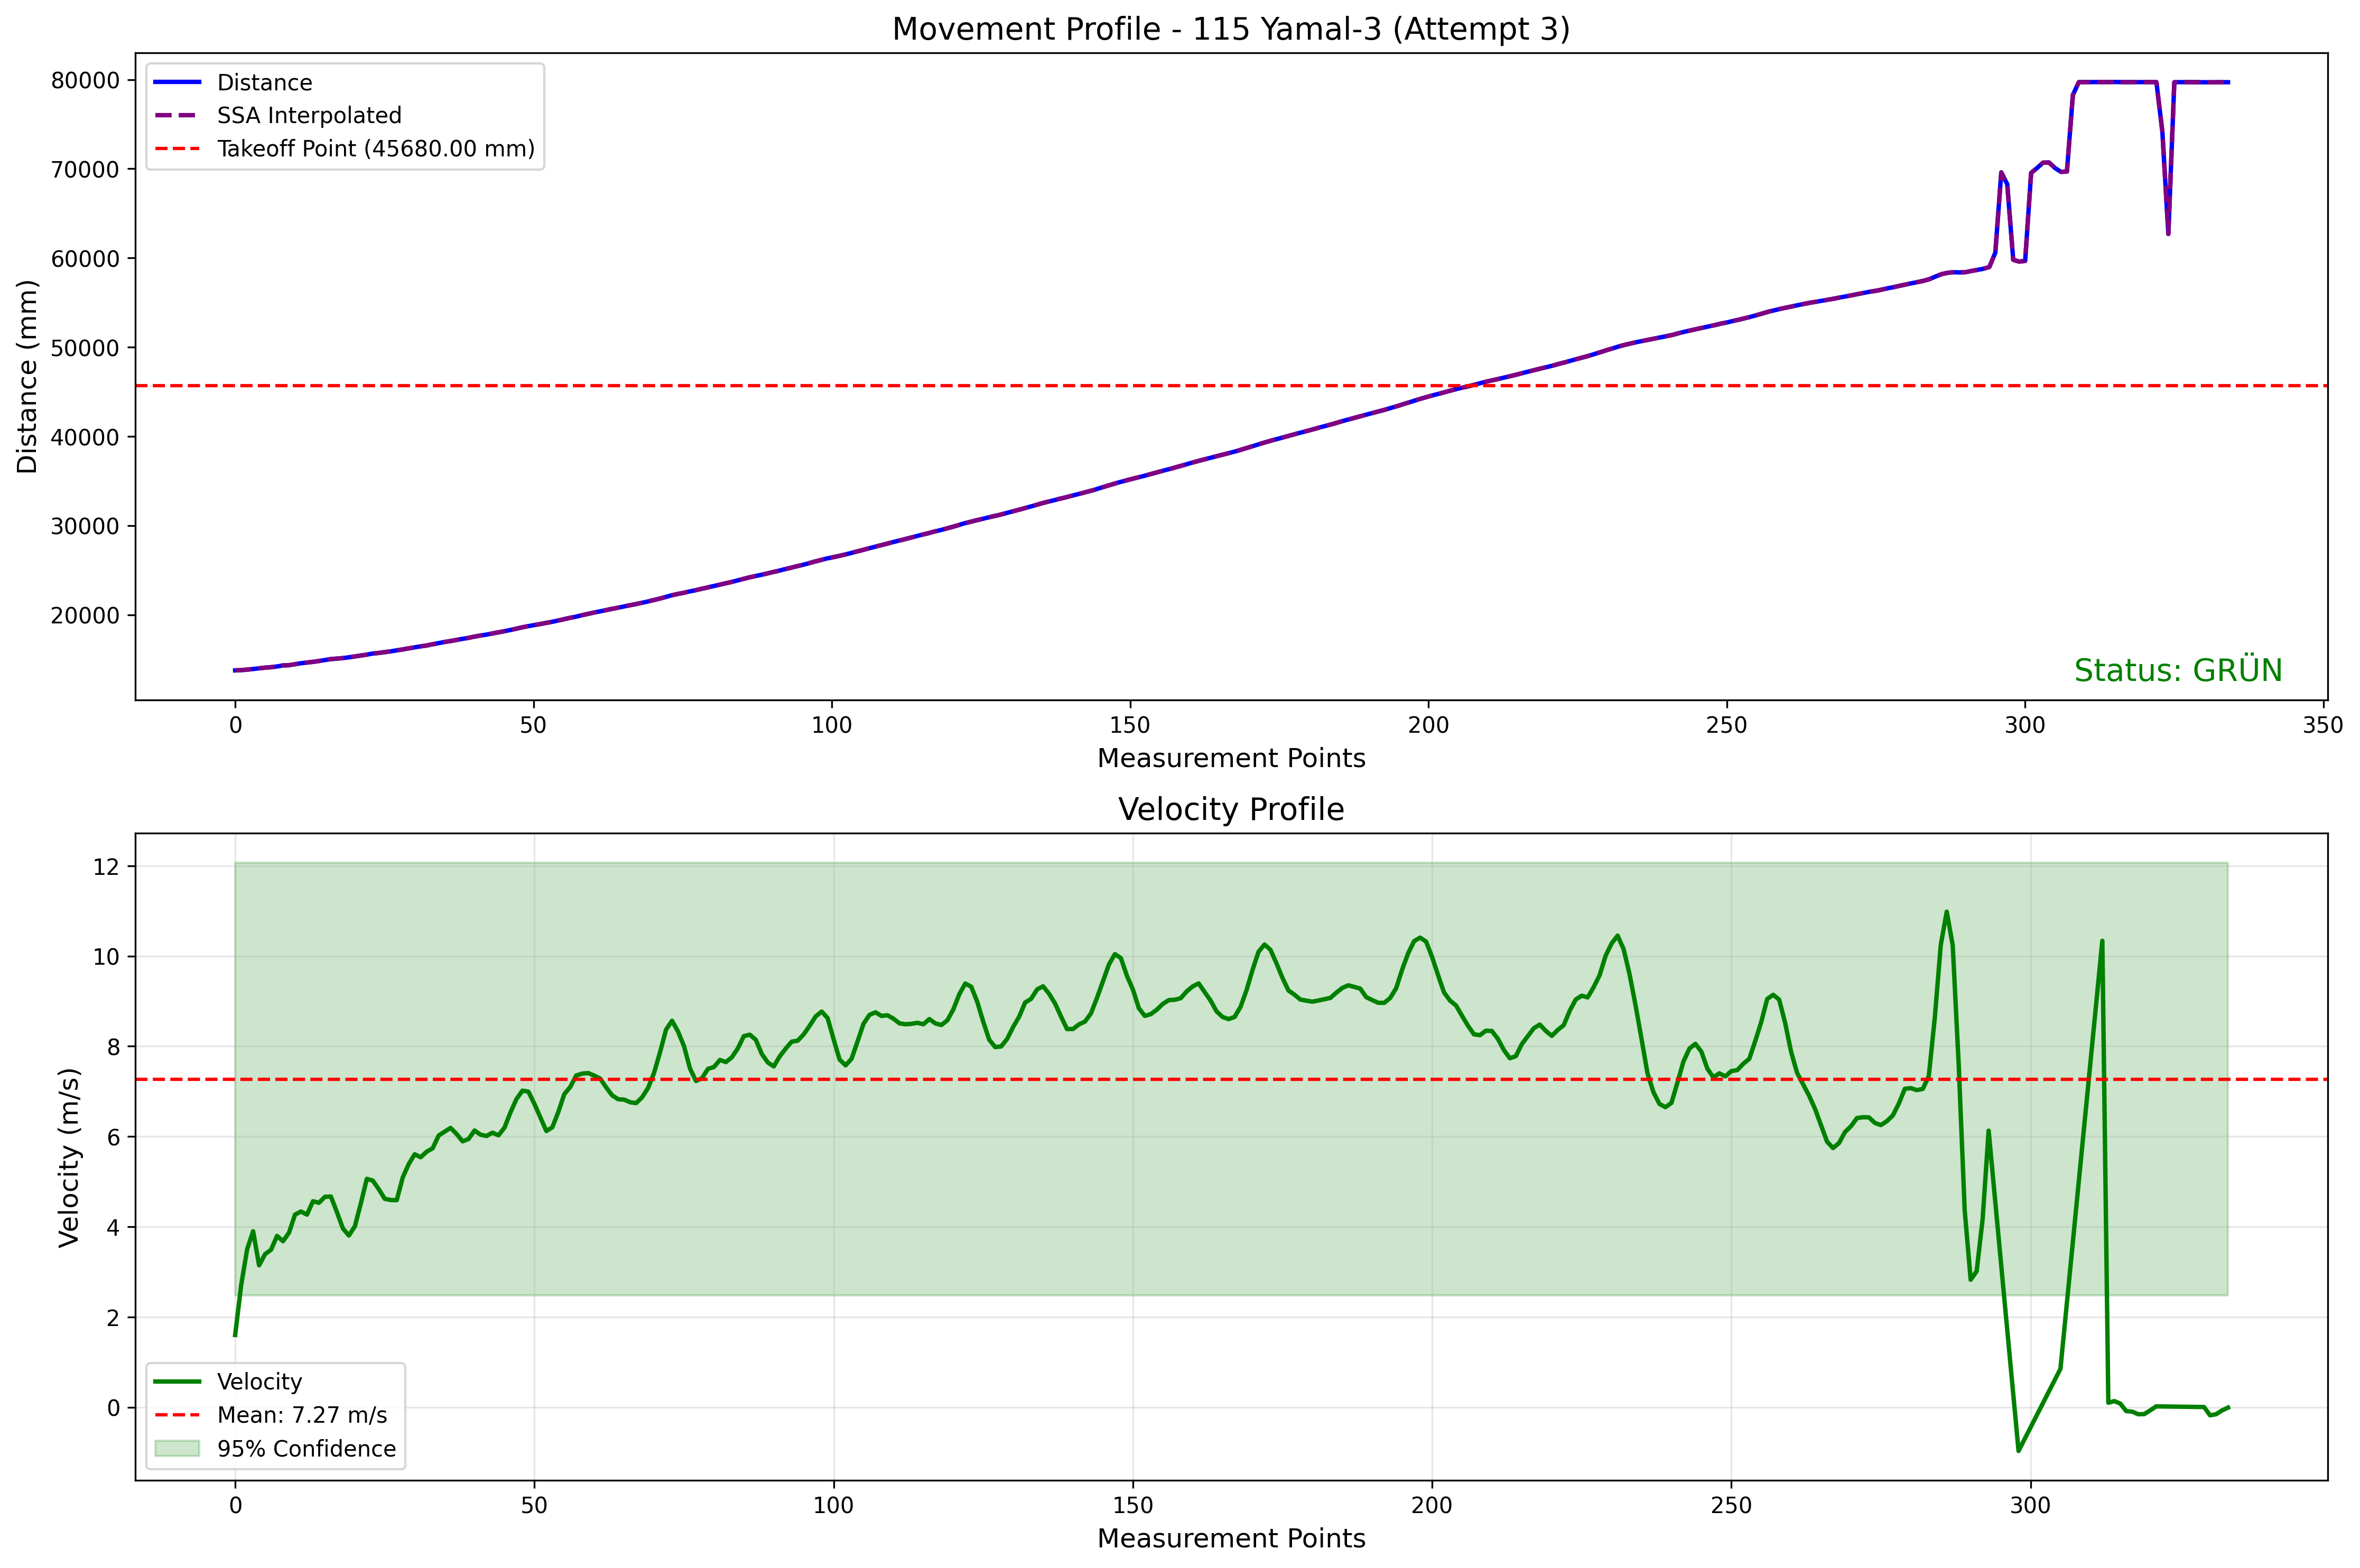 Movement Profile - 115 Yamal-3 (Attempt 3)
Distance (mm)
80000
70000
60000
50000
40000
30000
20000
Distance
SSA Interpolated
Takeoff Point (45680.00 mm)
Status: GRÜN
0 50 100 150 200 250 300 350
Measurement Points
Velocity Profile
Velocity (m/s)
12
10
8
6
4
2
0
Velocity
Mean: 7.27 m/s
95% Confidence
0 50 100 150 200 250 300
Measurement Points